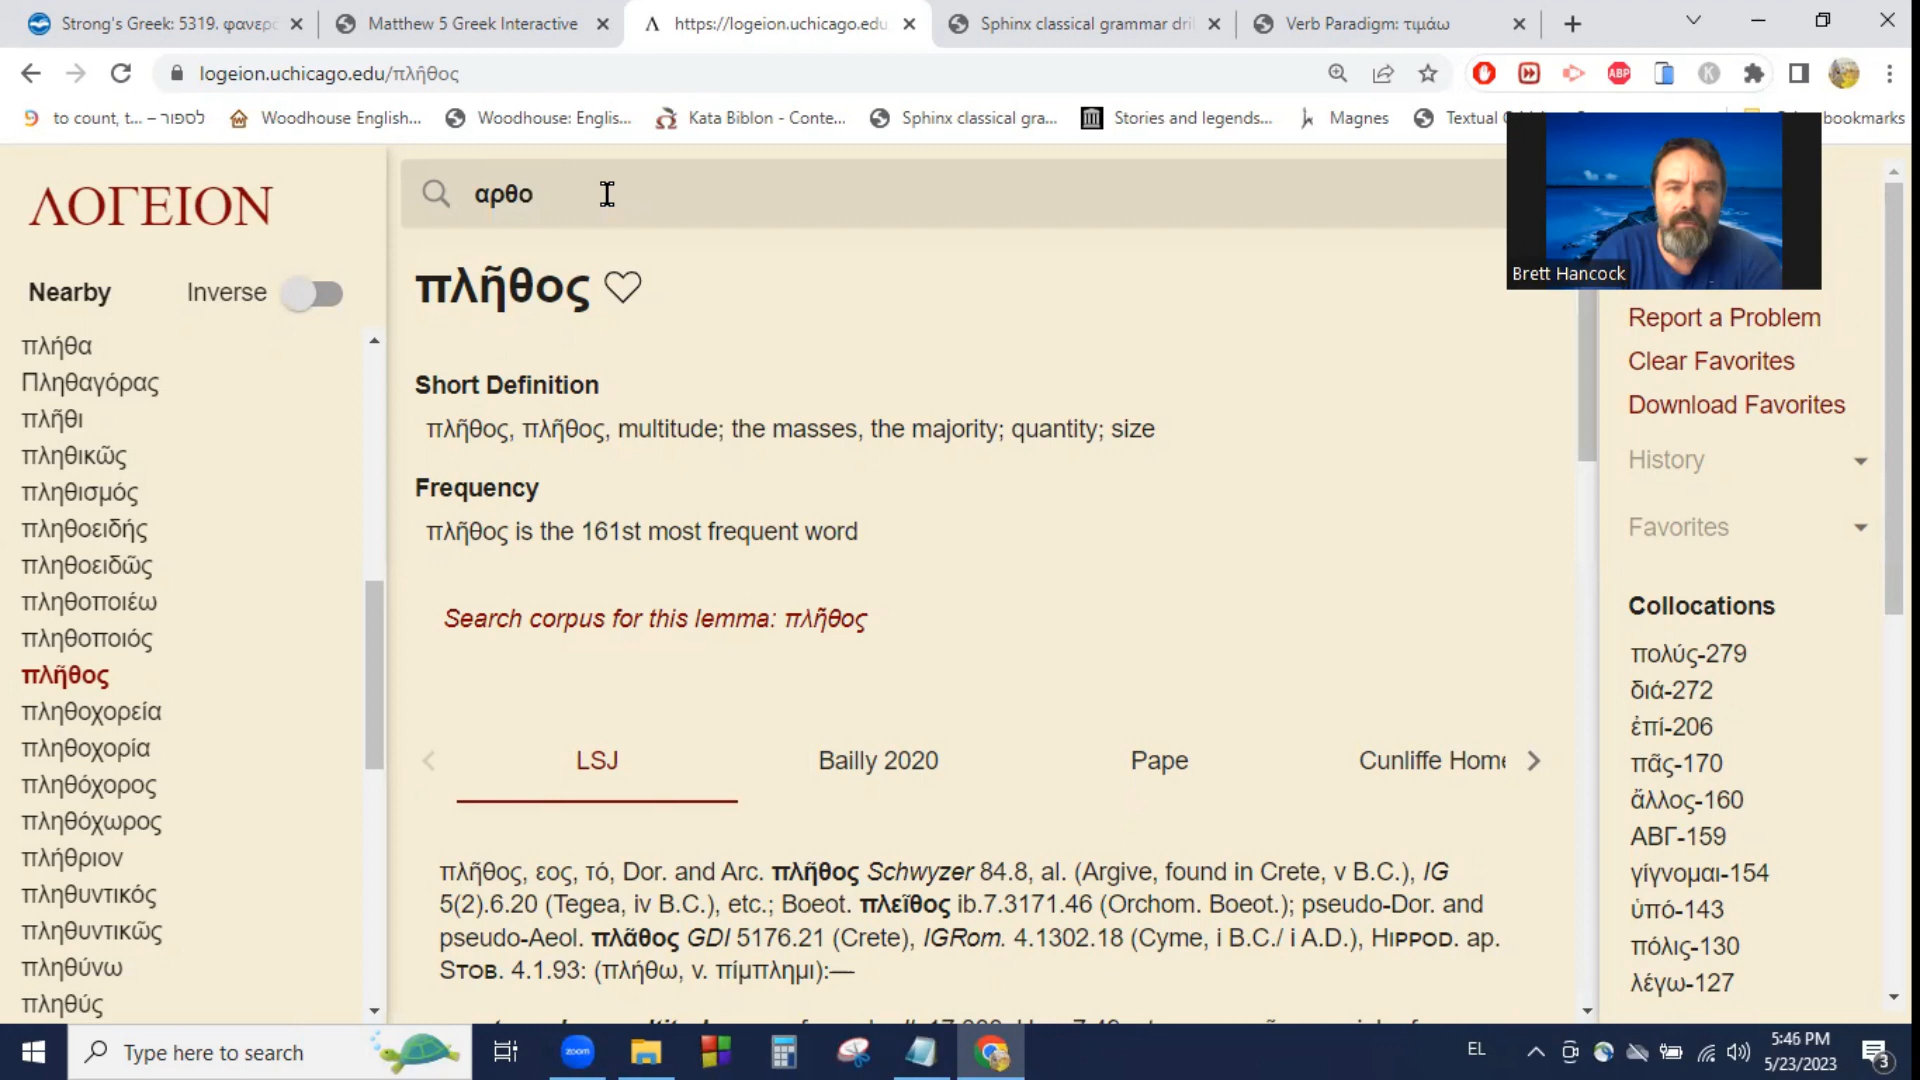 Strong's Greek: 5319. φανερο
Matthew 5 Greek Interactive
https://logeion.uchicago.edu
Sphinx classical grammar dri
Verb Paradigm: τιμάω
logeion.uchicago.edu/πλῆθος
to count, t... – לספור
Woodhouse English...
Woodhouse: Englis...
Kata Biblon - Conte...
Sphinx classical gra...
Stories and legends...
Magnes
Textual
bookmarks
ΛΟΓΕΙΟΝ
αρθο
Brett Hancock
Nearby
Inverse
πλήθα
Πληθαγόρας
πλῆθι
πληθικῶς
πληθισμός
πληθοειδής
πληθοειδῶς
πληθοποιέω
πληθοποιός
πλῆθος
πληθοχορεία
πληθοχορία
πληθόχορος
πληθόχωρος
πλήθριον
πληθυντικός
πληθυντικῶς
πληθύνω
πληθύς
πλῆθος
Short Definition
πλῆθος, πλῆθος, multitude; the masses, the majority; quantity; size
Frequency
πλῆθος is the 161st most frequent word
Search corpus for this lemma: πλῆθος
LSJ
Bailly 2020
Pape
Cunliffe Home
πλῆθος, εος, τό, Dor. and Arc. πλῆθος Schwyzer 84.8, al. (Argive, found in Crete, v B.C.), IG
5(2).6.20 (Tegea, iv B.C.), etc.; Boeot. πλεῖθος ib.7.3171.46 (Orchom. Boeot.); pseudo-Dor. and
pseudo-Aeol. πλᾶθος GDI 5176.21 (Crete), IGRom. 4.1302.18 (Cyme, i B.C./ i A.D.), Hippod. ap.
Stob. 4.1.93: (πλήθω, v. πίμπλημι):—
Report a Problem
Clear Favorites
Download Favorites
History
Favorites
Collocations
πολύς-279
διά-272
ἐπί-206
πᾶς-170
ἄλλος-160
ΑΒΓ-159
γίγνομαι-154
ὑπό-143
πόλις-130
λέγω-127
Type here to search
zoom
EL
5:46 PM
5/23/2023
3